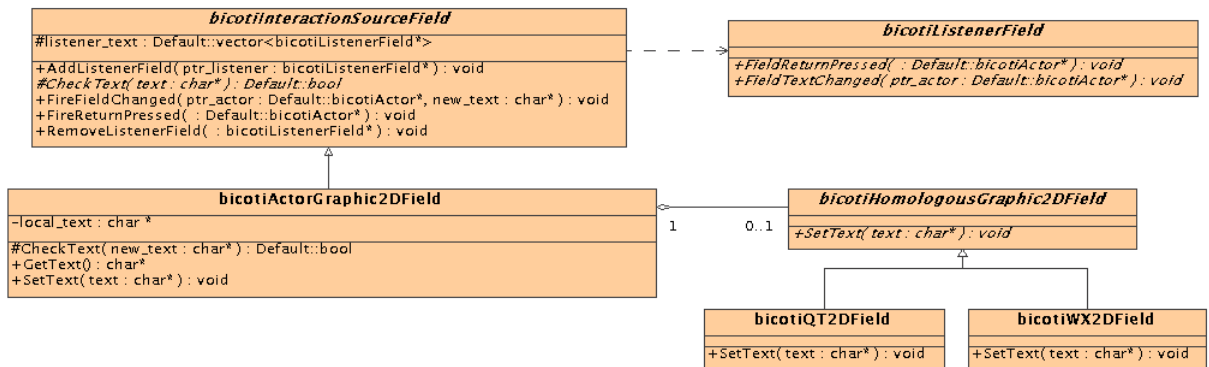 bicotiInteractionSourceField
#listener_text : Default::vector<bicotiListenerField*>
+AddListenerField( ptr_listener : bicotiListenerField* ) : void
#CheckText( text : char* ) : Default::bool
+FireFieldChanged( ptr_actor : Default::bicotiActor*, new_text : char* ) : void
+FireReturnPressed( : Default::bicotiActor* ) : void
+RemoveListenerField( : bicotiListenerField* ) : void
bicotiListenerField
+FieldReturnPressed( : Default::bicotiActor* ) : void
+FieldTextChanged( ptr_actor : Default::bicotiActor* ) : void
bicotiActorGraphic2DField
-local_text : char *
#CheckText( new_text : char* ) : Default::bool
+GetText() : char*
+SetText( text : char* ) : void
1
0..1
bicotiHomologousGraphic2DField
+SetText( text : char* ) : void
bicotiQT2DField
+SetText( text : char* ) : void
bicotiWX2DField
+SetText( text : char* ) : void